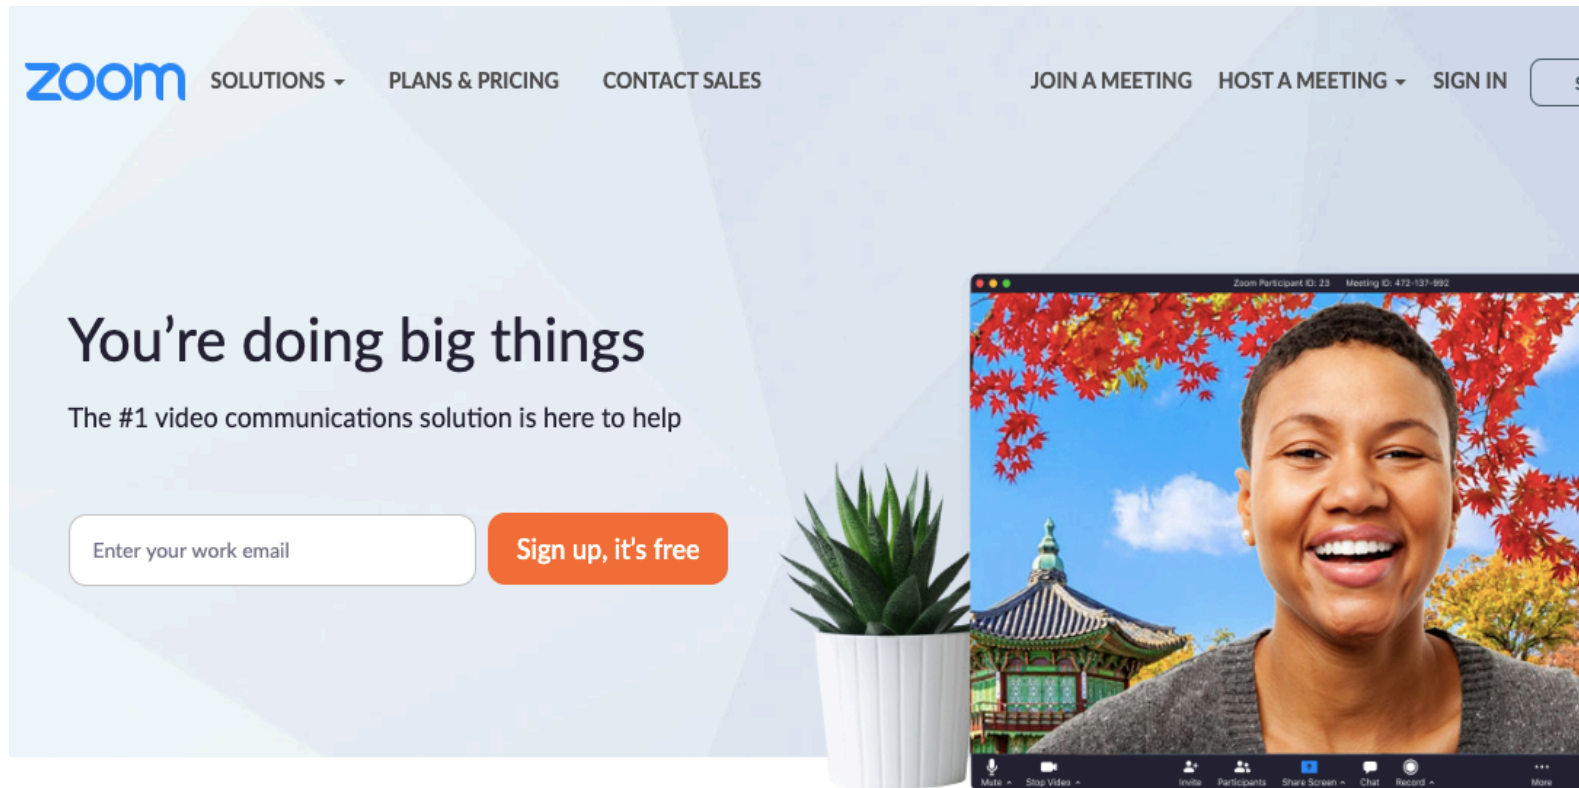 zoom SOLUTIONS PLANS & PRICING CONTACT SALES JOIN A MEETING HOST A MEETING SIGN IN
Zoom Participant ID: 23 Meeting ID: 472-137-992
You’re doing big things
The #1 video communications solution is here to help
Enter your work email Sign up, it’s free
Mute Stop Video Invite Participants Share Screen Chat Record More